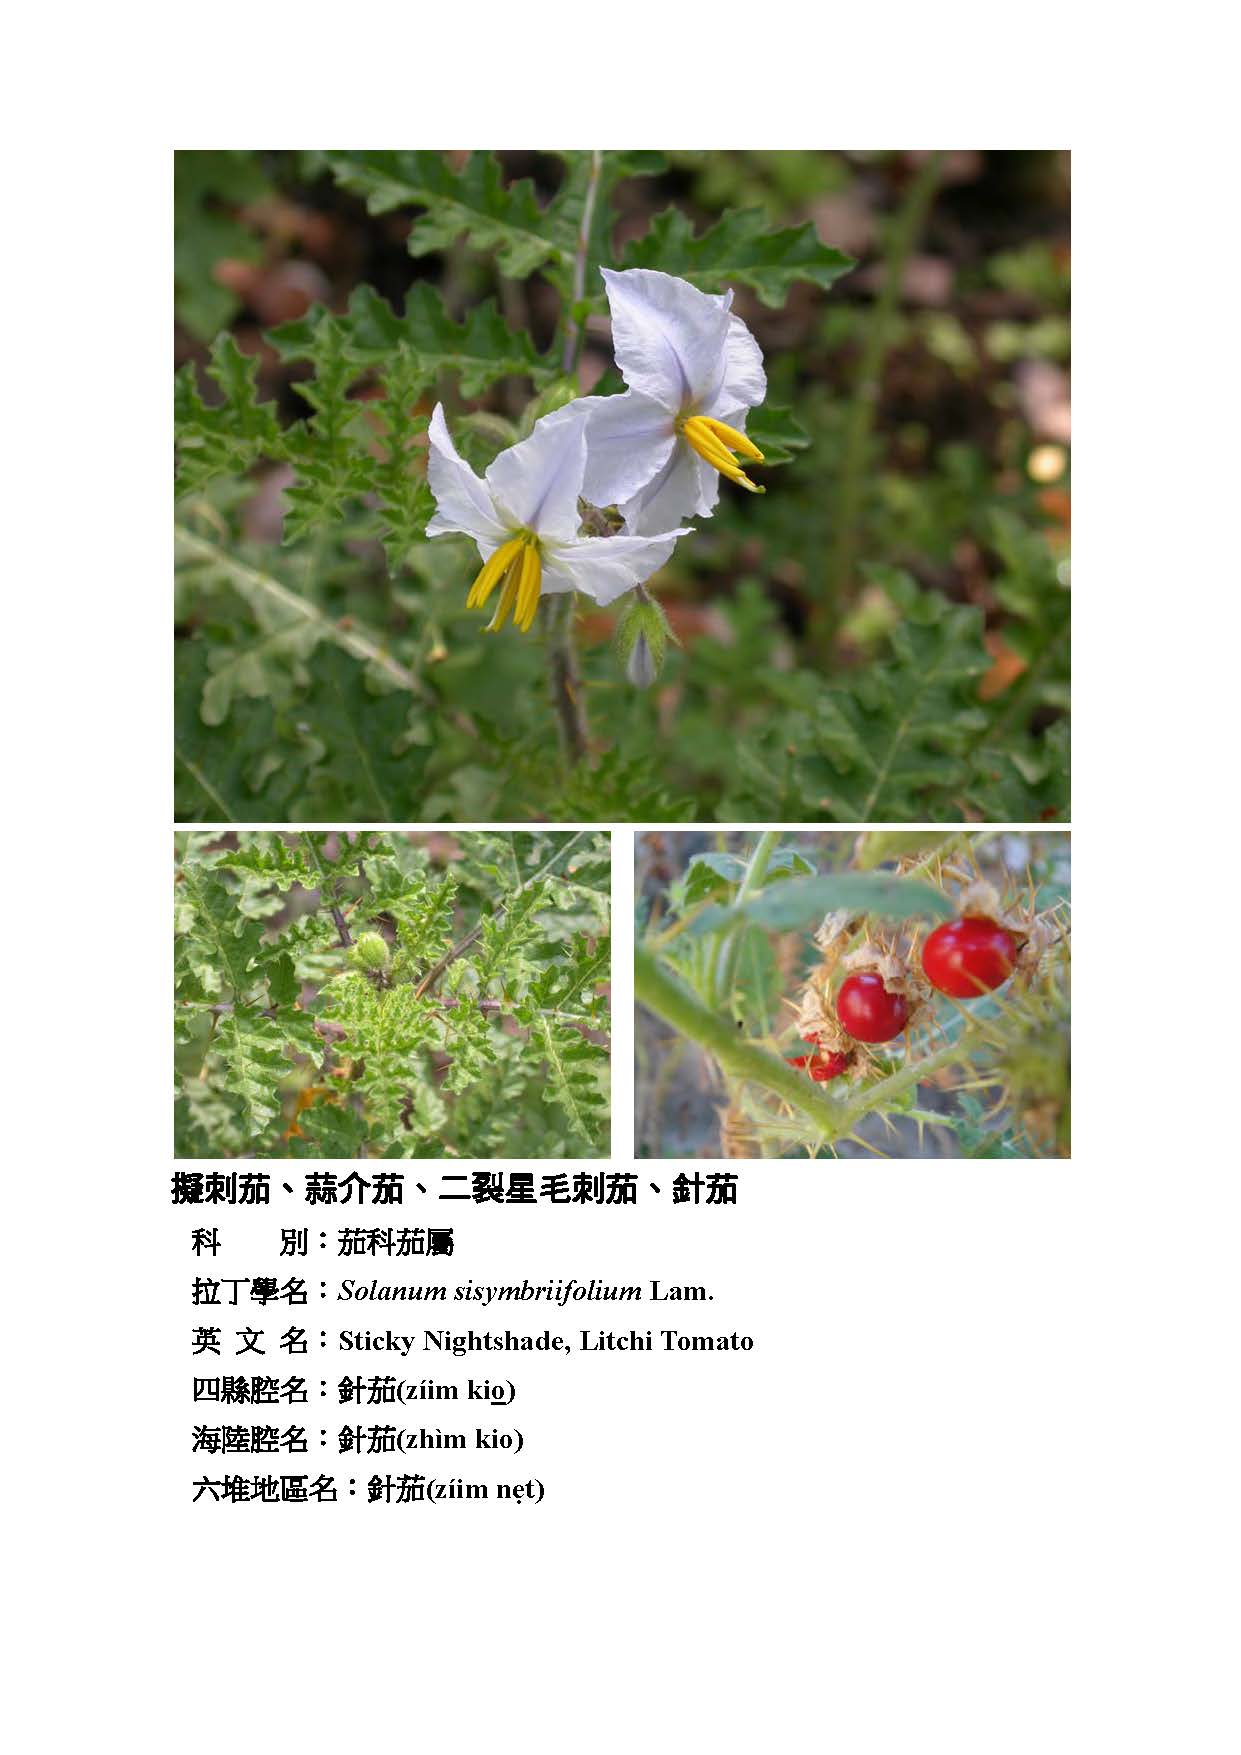 擬刺茄、蒜介茄、二裂星毛刺茄、針茄
科　　別：茄科茄屬
拉丁學名：Solanum sisymbriifolium Lam.
英 文 名：Sticky Nightshade, Litchi Tomato
四縣腔名：針茄(zíim kio̲)
海陸腔名：針茄(zhìm kio)
六堆地區名：針茄(zíim nẹt)